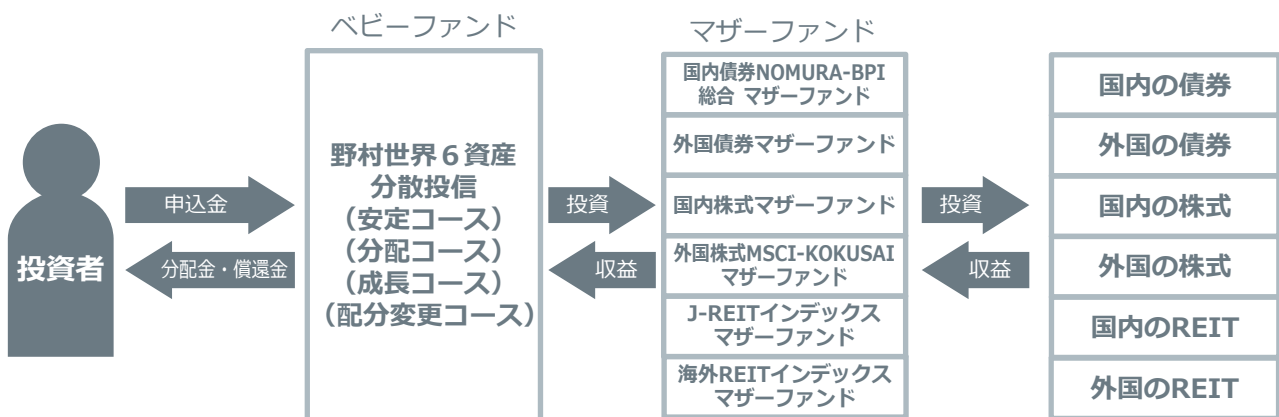 ベビーファンド
マザーファンド
投資者
申込金
分配金・償還金
野村世界６資産
分散投信
（安定コース）
（分配コース）
（成長コース）
（配分変更コース）
投資
収益
国内債券NOMURA-BPI
総合 マザーファンド
外国債券マザーファンド
国内株式マザーファンド
外国株式MSCI-KOKUSAI
マザーファンド
J-REITインデックス
マザーファンド
海外REITインデックス
マザーファンド
投資
収益
国内の債券
外国の債券
国内の株式
外国の株式
国内のREIT
外国のREIT